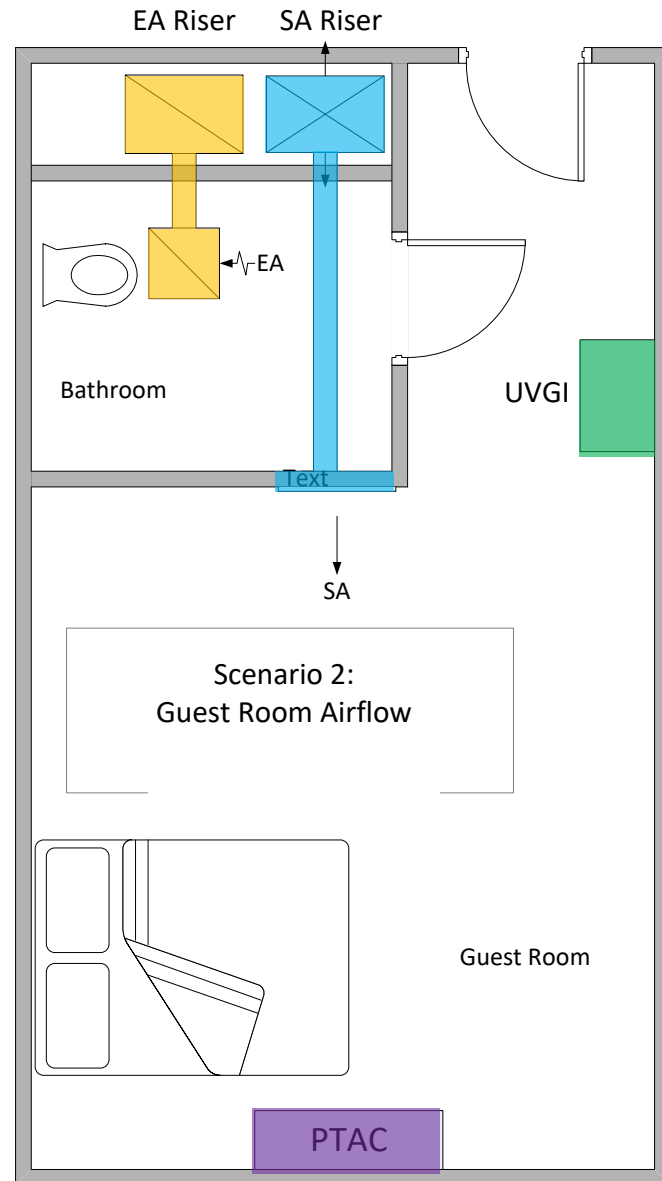 EA Riser SA Riser
EA
Bathroom
UVGI
Text
SA
Scenario 2:
Guest Room Airflow
Guest Room
PTAC